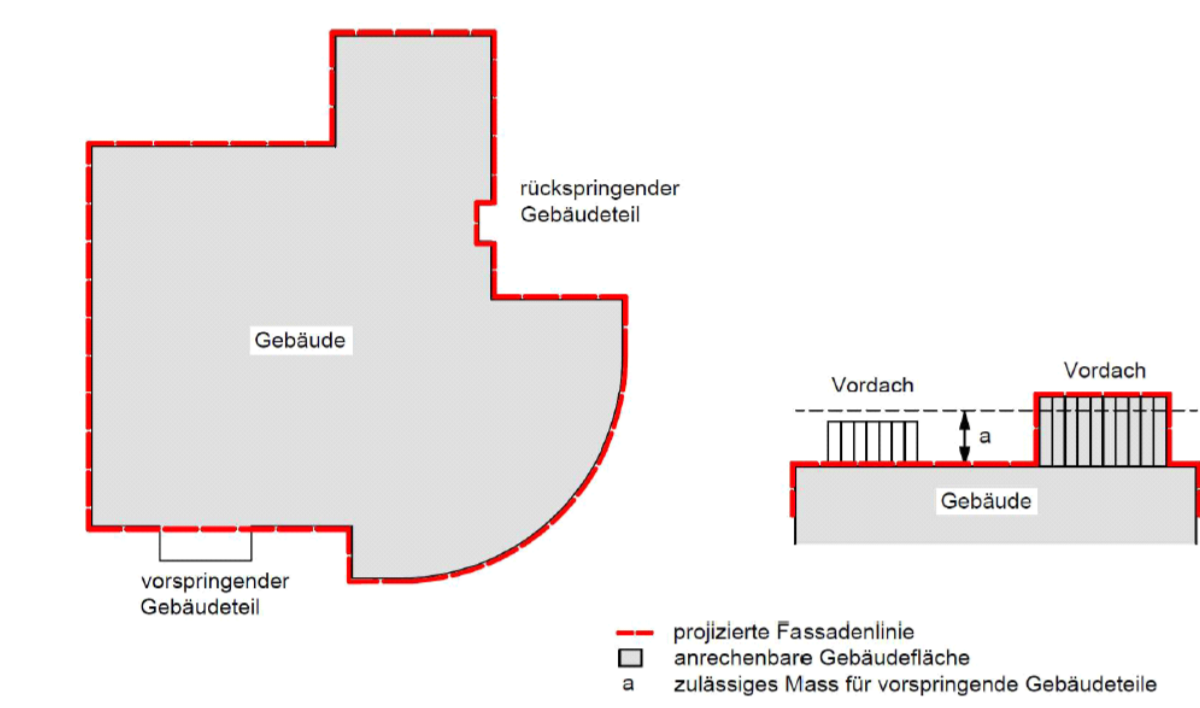 rückspringender
Gebäudeteil
Gebäude
vorspringender
Gebäudeteil
Vordach
Vordach
a
Gebäude
projizierte Fassadenlinie
anrechenbare Gebäudefläche
a zulässiges Mass für vorspringende Gebäudeteile